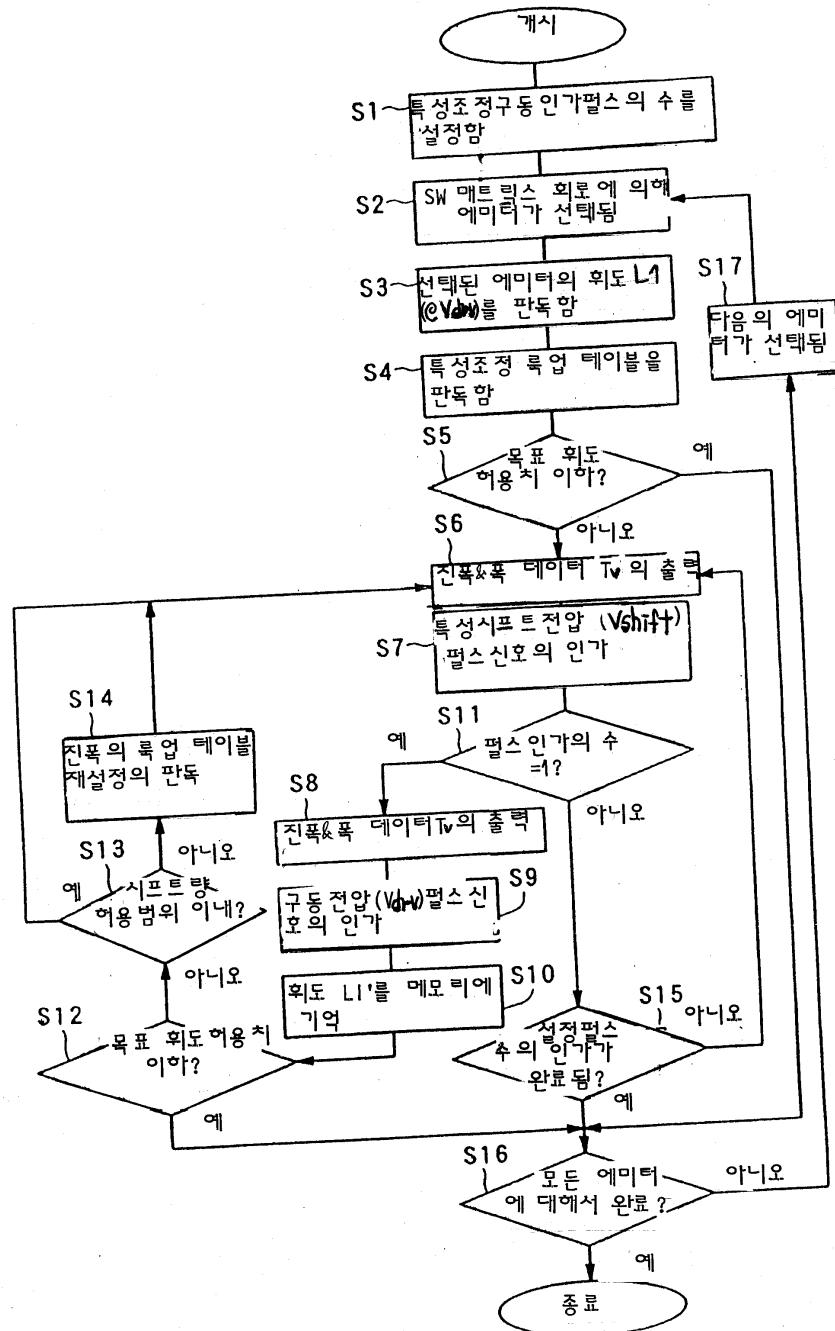 개시
S1
특성조정구동인가펄스의 수를
설정함
S2
SW 매트릭스 회로에 의해
에미터가 선택됨
S3
선택된 에미터의 휘도 L1
(@Vdrv)를 판독함
S17
다음의 에미
터가 선택됨
S4
특성조정 룩업 테이블을
판독함
S5
목표 휘도
허용치 이하?
예
아니오
S6
진폭&폭 데이터 Tv의 출력
S7
특성시프트전압 (Vshift)
펄스신호의 인가
S14
진폭의 룩업 테이블
재설정의 판독
S11
펄스인가의 수
=1?
예
아니오
S8
진폭&폭 데이터Tv의 출력
S13
시프트량
허용범위 이내?
예
아니오
S9
구동전압(Vdrv)펄스신
호의 인가
S10
휘도 L1'를 메모리에
기억
S12
목표 휘도허용치
이하?
아니오
예
S15
설정펄스
수의 인가가
완료됨?
아니오
예
S16
모든 에미터
에 대해서 완료?
아니오
예
종료